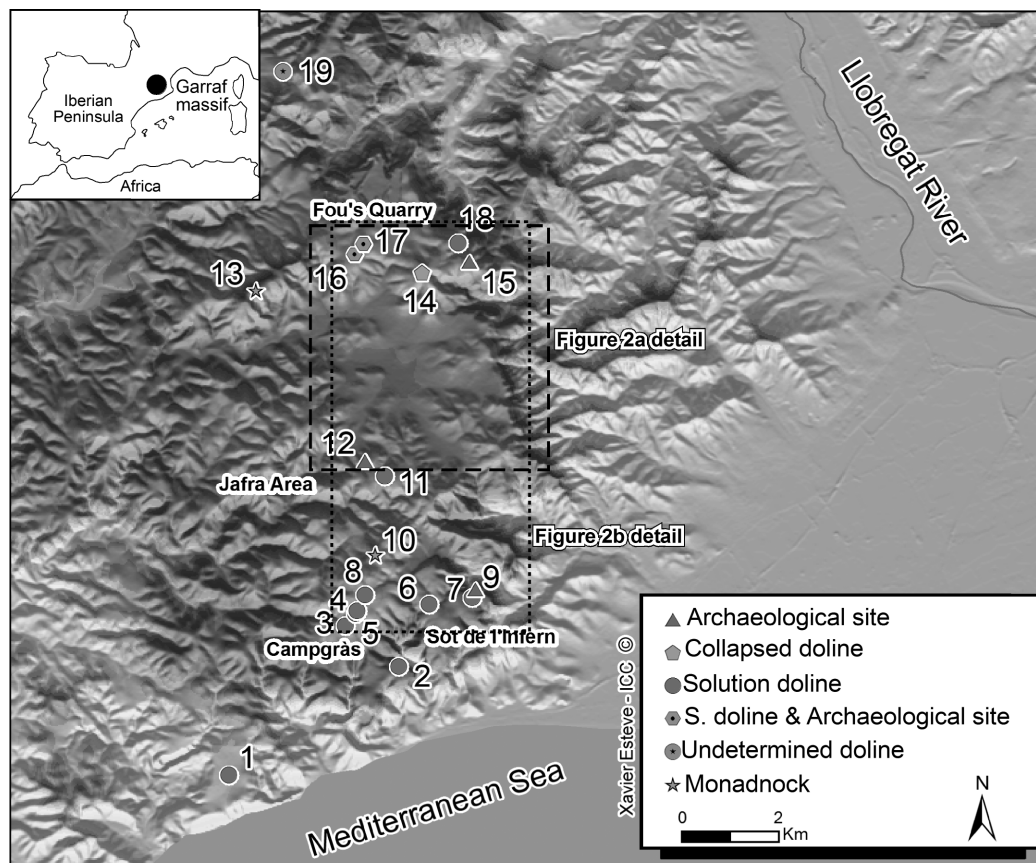 Iberian
Peninsula
Garraf
massif
Africa
19
Llobregat River
Fou's Quarry
18
17
16
15
14
13
Figure 2a detail
12
Jafra Area
11
Figure 2b detail
10
8
9
4
6
7
3
5
Sot de l'Infern
Campgràs
2
1
Mediterranean Sea
Xavier Esteve - ICC ©
Archaeological site
Collapsed doline
Solution doline
S. doline & Archaeological site
Undetermined doline
Monadnock
N
0 2
Km